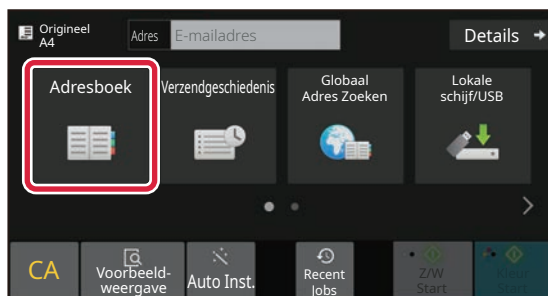 Origineel
A4
Adres E-mailadres
Details
Adresboek
Verzendgeschiedenis
Globaal
Adres Zoeken
Lokale
schijf/USB
CA
Voorbeeld-
weergave
Auto Inst.
Recent
Jobs
Z/W
Start
Kleur
Start